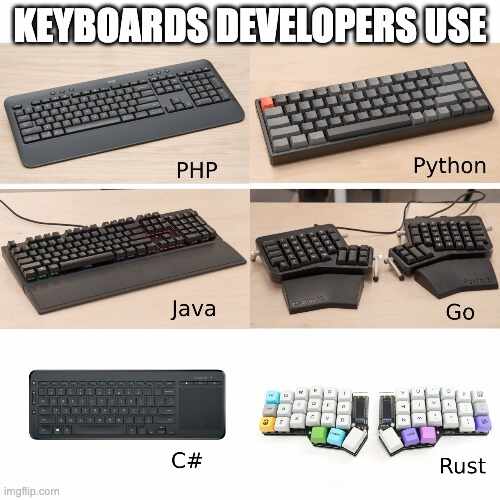 KEYBOARDS DEVELOPERS USE
PHP
Python
Java
Go
C#
Rust
imgflip.com